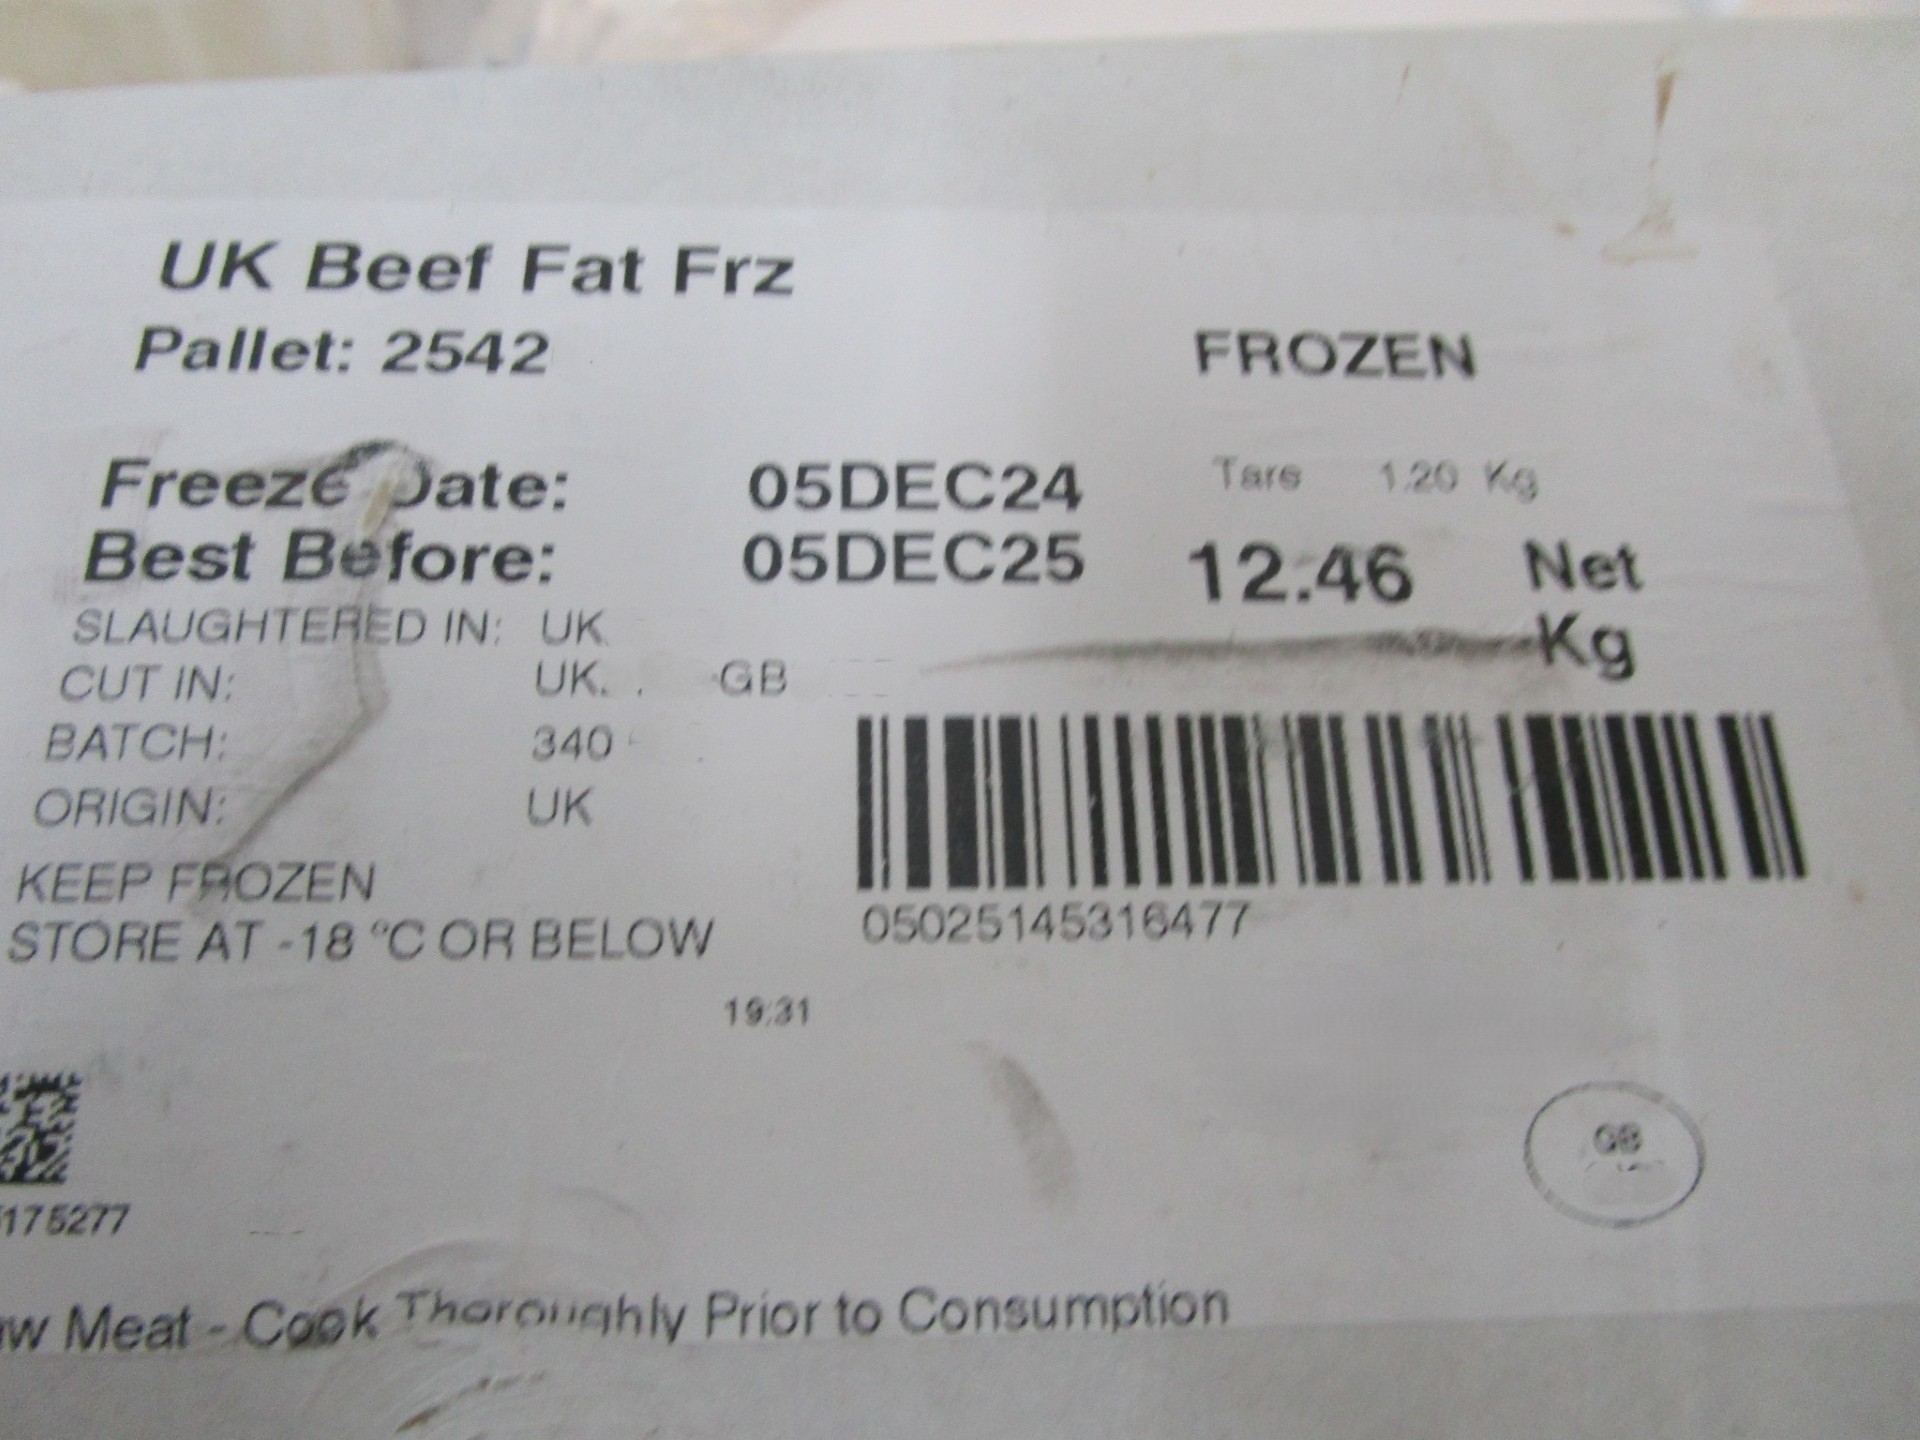 UK Beef Fat Frz
Pallet: 2542
FROZEN
Freeze Date: 05DEC24
Tare 1.20 Kg
Best Before: 05DEC25
12.46 Net
Kg
SLAUGHTERED IN: UK
CUT IN: UK. . GB
BATCH: 340
ORIGIN: UK
KEEP FROZEN
STORE AT -18 °C OR BELOW
05025145316477
19:31
GB
175277
Meat - Cook Thoroughly Prior to Consumption